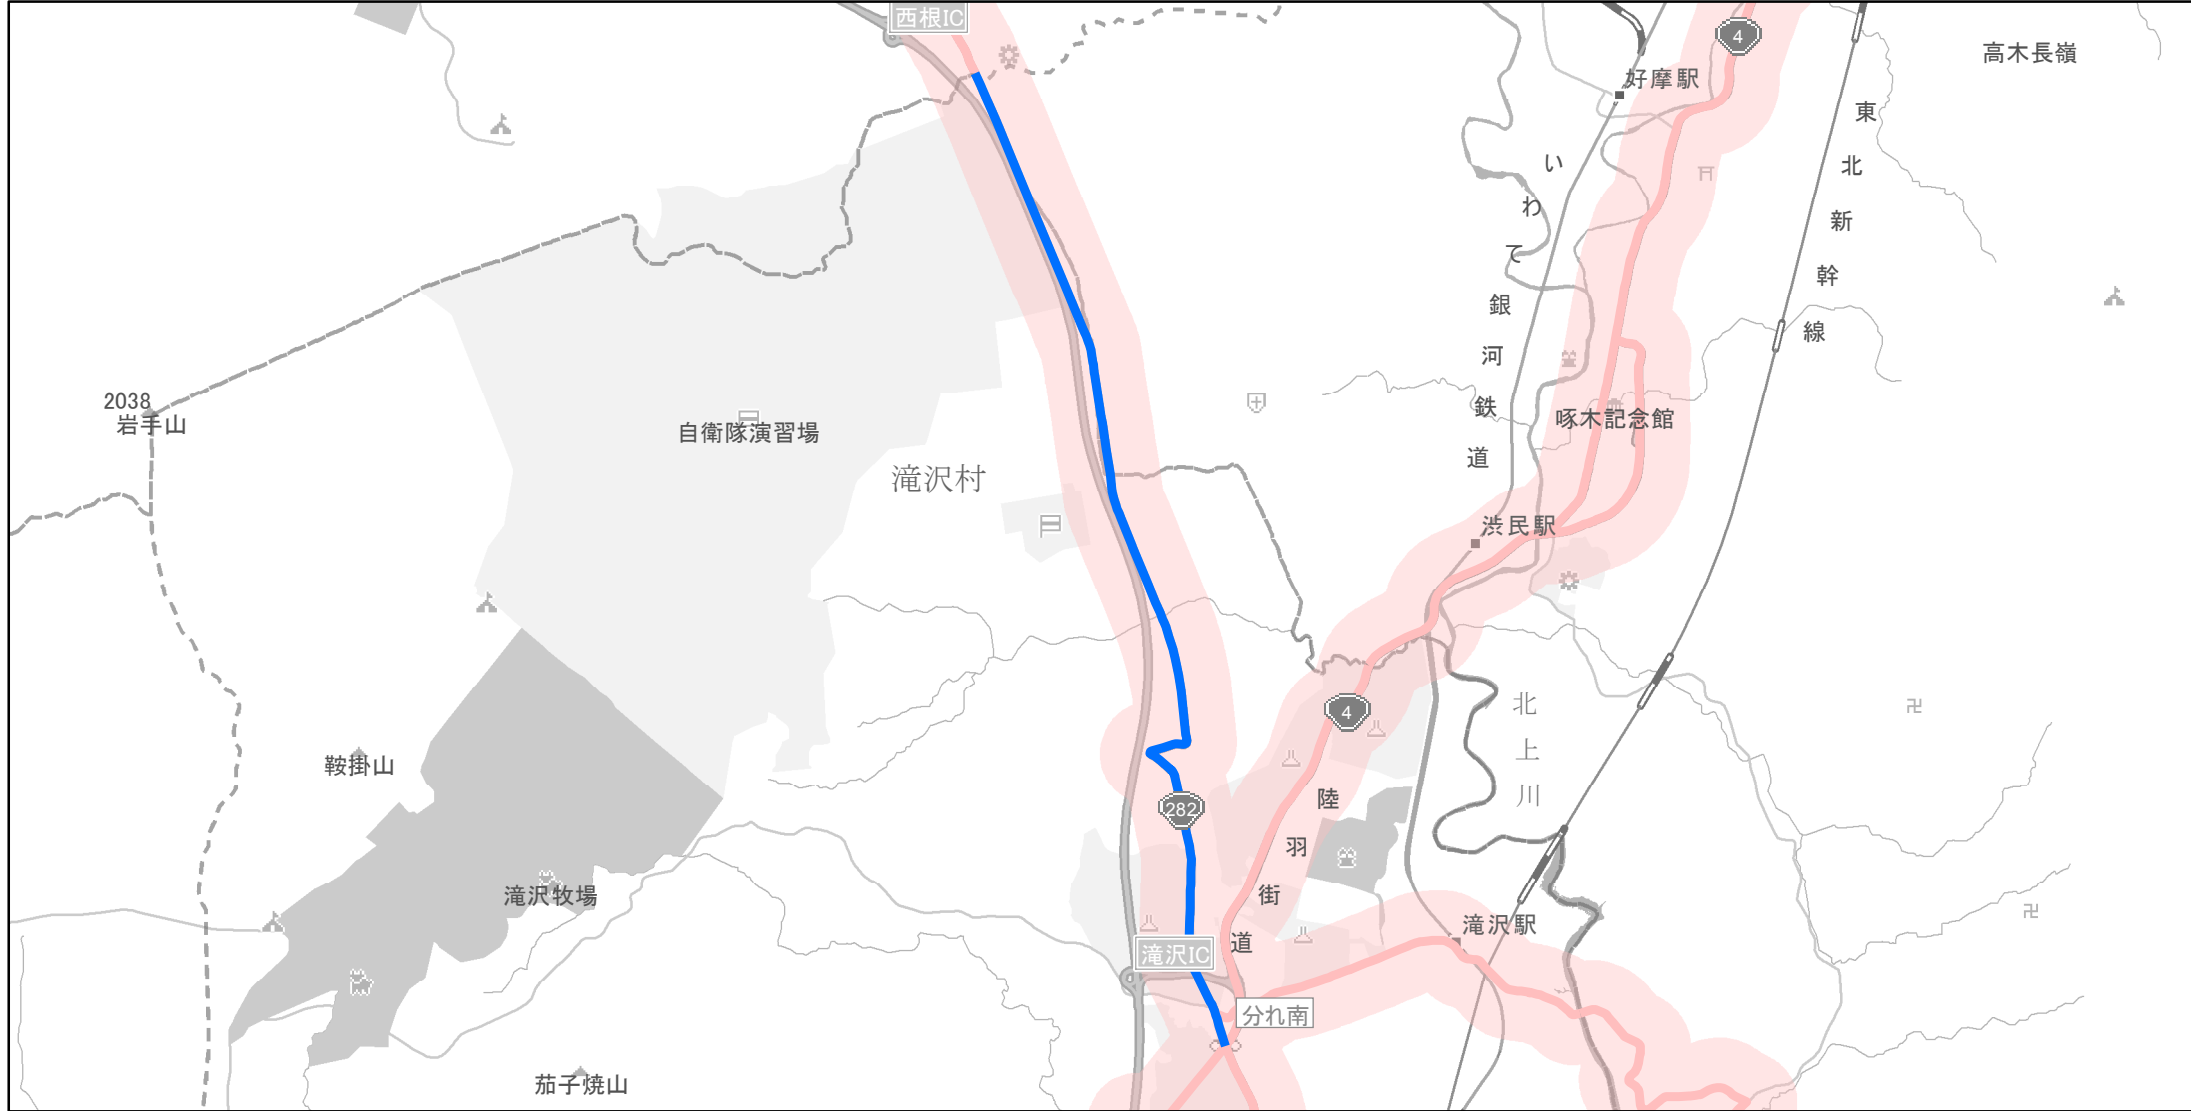 西根IC
4
高木長嶺
好摩駅
東北新幹線
いわて銀河鉄道
2038
岩手山
自衛隊演習場
滝沢村
啄木記念館
渋民駅
北上川
4
鞍掛山
282
陸羽街道
滝沢牧場
滝沢駅
滝沢IC
分れ南
茄子焼山